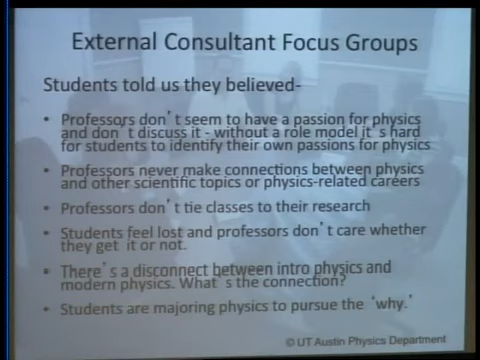 External Consultant Focus Groups
Students told us they believed-
• Professors don't seem to have a passion for physics
and don't discuss it - without a role model it's hard
for students to identify their own passions for physics
• Professors never make connections between physics
and other scientific topics or physics-related careers
• Professors don't tie classes to their research
• Students feel lost and professors don't care whether
they get it or not.
• There's a disconnect between intro physics and
modern physics. What's the connection?
• Students are majoring physics to pursue the 'why.'
© UT Austin Physics Department